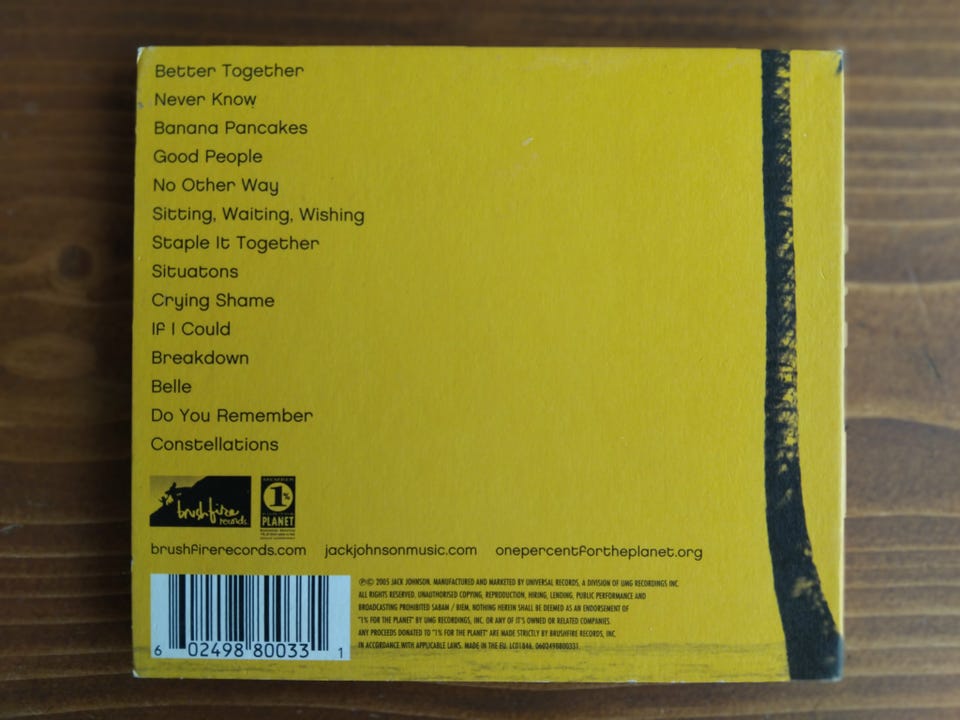 Better Together
Never Know
Banana Pancakes
Good People
No Other Way
Sitting, Waiting, Wishing
Staple It Together
Situatons
Crying Shame
If I Could
Breakdown
Belle
Do You Remember
Constellations
brushfire
records
MEMBER
1%
PLANET
brushfirerecords.com jackjohnsonmusic.com onepercentfortheplanet.org
℗© 2005 JACK JOHNSON. MANUFACTURED AND MARKETED BY UNIVERSAL RECORDS, A DIVISION OF UMG RECORDINGS INC.
ALL RIGHTS RESERVED, UNAUTHORISED COPYING, REPRODUCTION, HIRING, LENDING, PUBLIC PERFORMANCE AND
BROADCASTING PROHIBITED SABAM / BIEM. NOTHING HEREIN SHALL BE DEEMED AS AN ENDORSEMENT OF
"1% FOR THE PLANET" BY UMG RECORDINGS, INC. OR ANY OF IT'S OWNED OR RELATED COMPANIES.
ANY PROCEEDS DONATED TO "1% FOR THE PLANET" ARE MADE STRICTLY BY BRUSHFIRE RECORDS, INC.
IN ACCORDANCE WITH APPLICABLE LAWS. MADE IN THE EU. LC01846. 0602498800331.
6 02498 80033 1